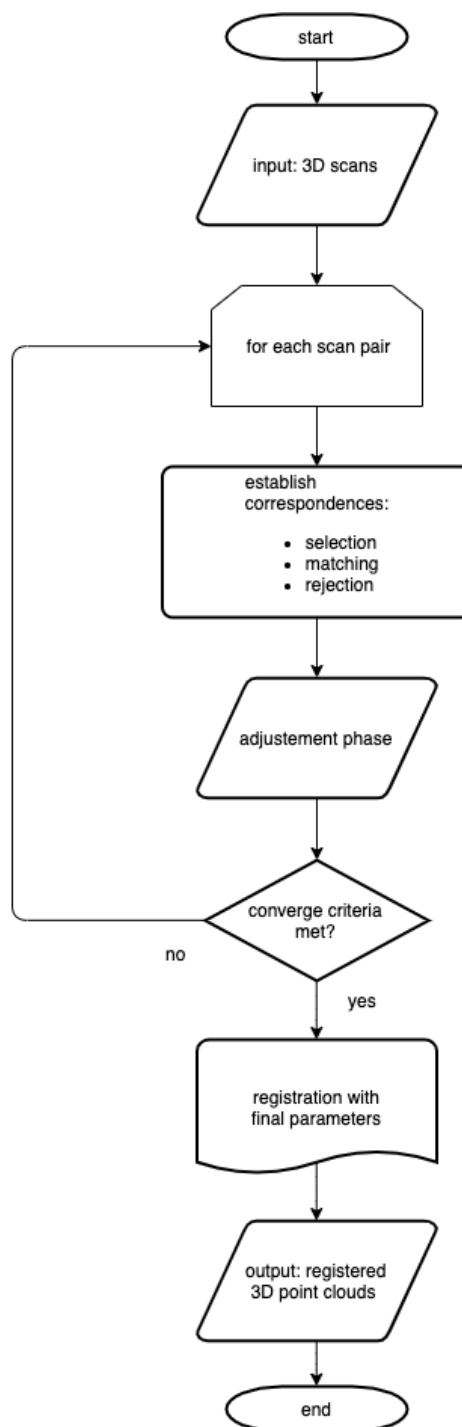 start
input: 3D scans
for each scan pair
establish
correspondences:
• selection
• matching
• rejection
adjustement phase
converge criteria
met?
no
yes
registration with
final parameters
output: registered
3D point clouds
end